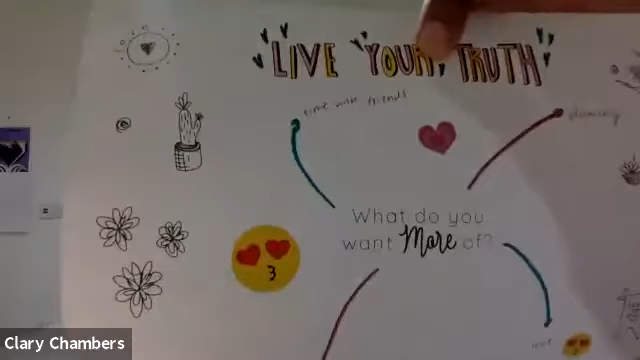 LIVE YOUR TRUTH
time with friends
What do you
want More of?
Clary Chambers